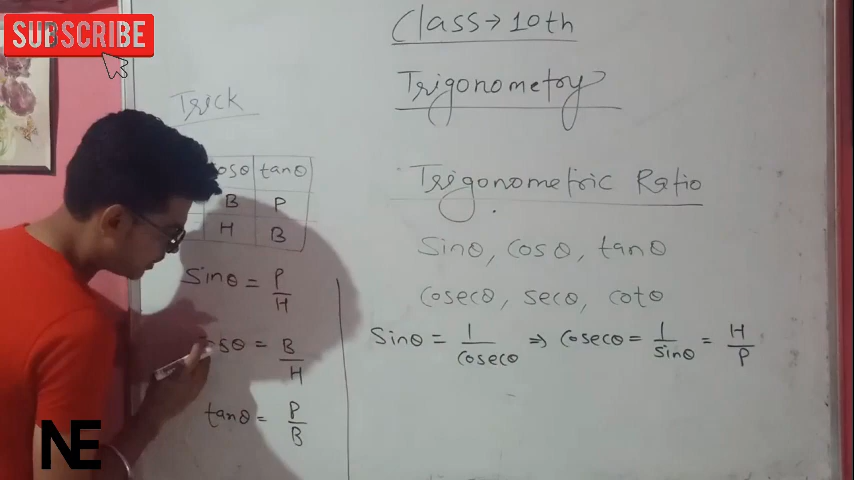 SUBSCRIBE
Class→10th
Trigonometry
Trick
tanθ
B P
H B
Sinθ = P/H
B/H
tanθ = P/B
Trigonometric Ratio
Sinθ, Cosθ, tanθ
Cosecθ, Secθ, Cotθ
Sinθ = 1/Cosecθ ⇒ Cosecθ = 1/Sinθ = H/P
NE